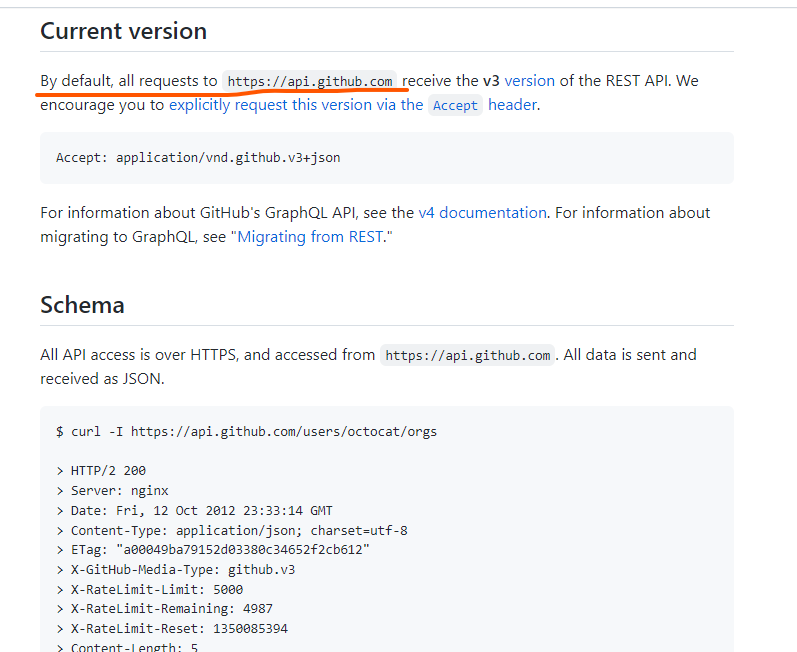 Current version
By default, all requests to https://api.github.com receive the v3 version of the REST API. We
encourage you to explicitly request this version via the Accept header.
Accept: application/vnd.github.v3+json
For information about GitHub's GraphQL API, see the v4 documentation. For information about
migrating to GraphQL, see "Migrating from REST."
Schema
All API access is over HTTPS, and accessed from https://api.github.com. All data is sent and
received as JSON.
$ curl -I https://api.github.com/users/octocat/orgs
> HTTP/2 200
> Server: nginx
> Date: Fri, 12 Oct 2012 23:33:14 GMT
> Content-Type: application/json; charset=utf-8
> ETag: "a00049ba79152d03380c34652f2cb612"
> X-GitHub-Media-Type: github.v3
> X-RateLimit-Limit: 5000
> X-RateLimit-Remaining: 4987
> X-RateLimit-Reset: 1350085394
> Content-Length: 5